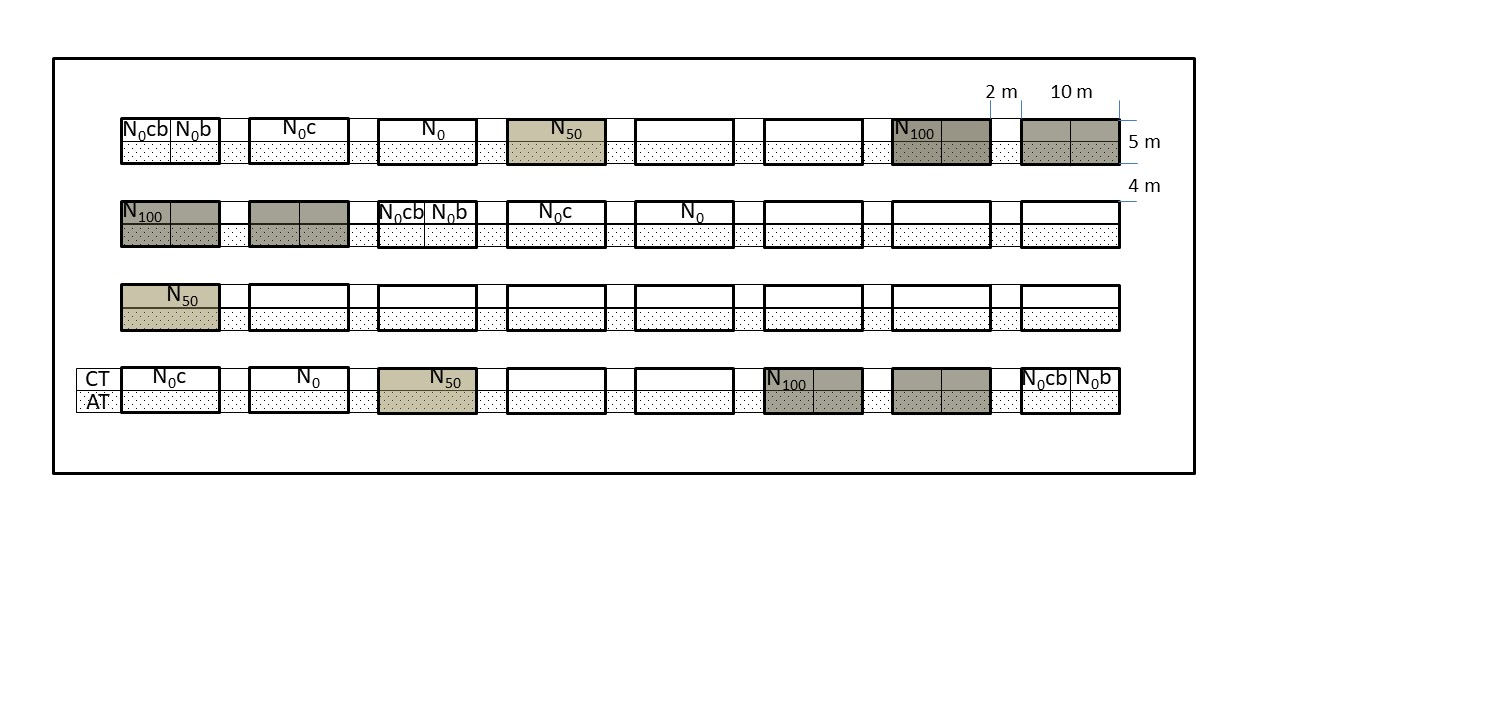 2 m 10 m
N₀cb N₀b N₀c N₀ N₅₀ N₁₀₀
5 m
4 m
N₁₀₀ N₀cb N₀b N₀c N₀
N₅₀
CT N₀c N₀ N₅₀ N₁₀₀ N₀cb N₀b
AT